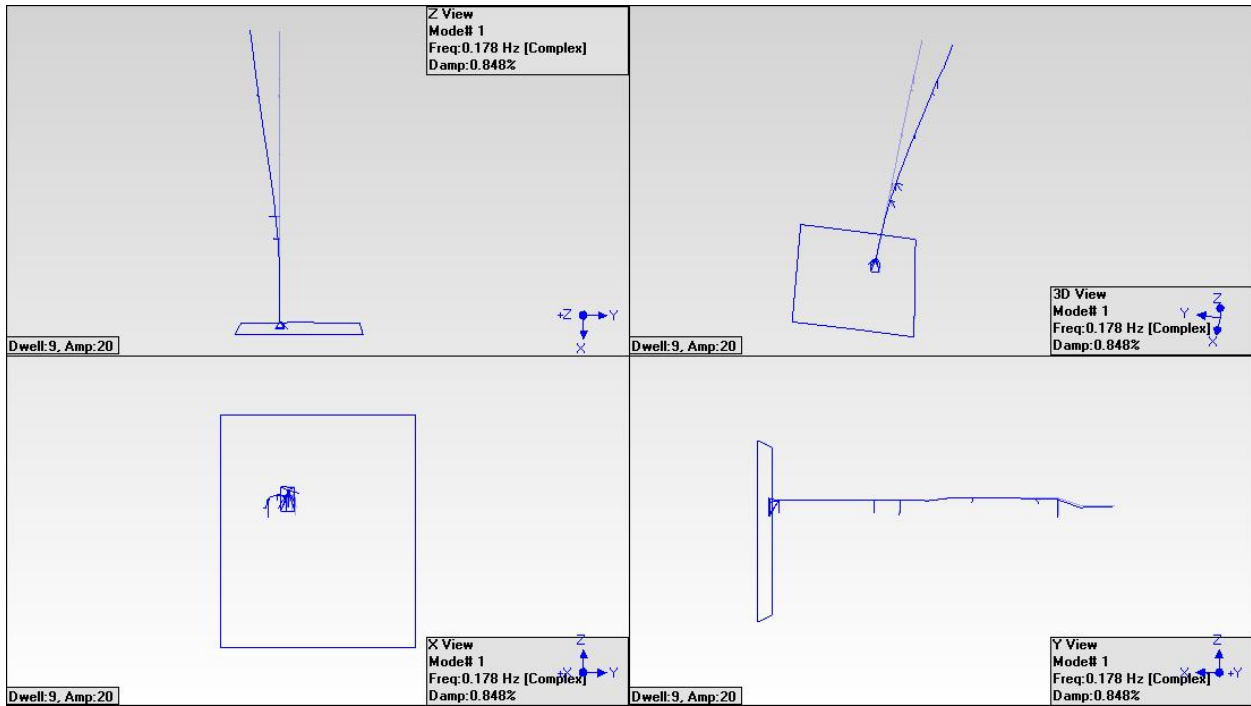 Z View
Mode# 1
Freq:0.178 Hz [Complex]
Damp:0.848%
+Z
Y
X
Dwell:9, Amp:20
3D View
Mode# 1
Freq:0.178 Hz [Complex]
Damp:0.848%
Z
Y
X
Dwell:9, Amp:20
X View
Mode# 1
Freq:0.178 Hz [Complex]
Damp:0.848%
Z
+X
Y
Dwell:9, Amp:20
Y View
Mode# 1
Freq:0.178 Hz [Complex]
Damp:0.848%
Z
X
+Y
Dwell:9, Amp:20